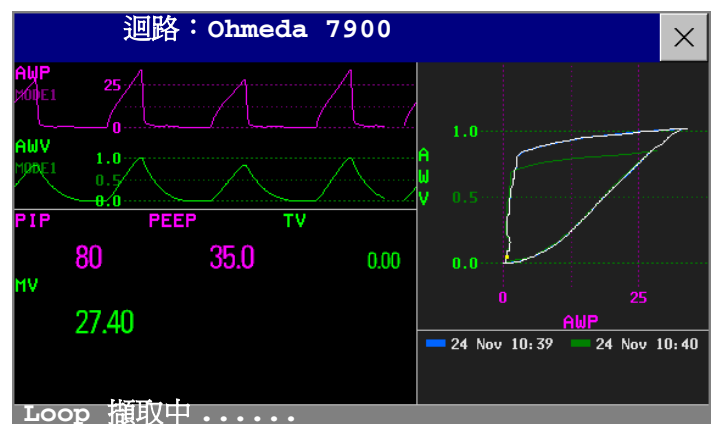 迴路：Ohmeda 7900
AWP
MODE1
25
0
AWV
MODE1
1.0
0.5
0.0
PIP PEEP TV
80 35.0 0.00
MV
27.40
AWV
1.0
0.5
0.0
0 25
AWP
24 Nov 10:39 24 Nov 10:40
Loop 擷取中......